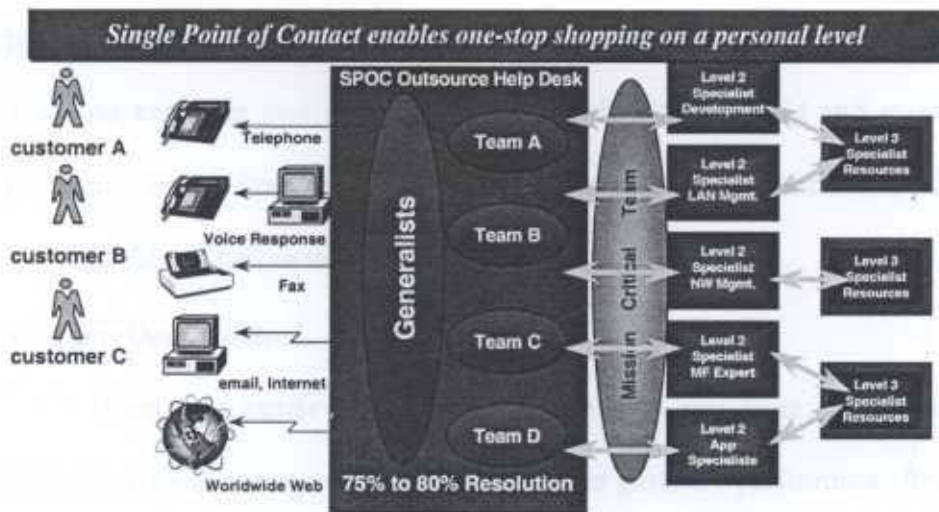 Single Point of Contact enables one-stop shopping on a personal level
customer A
customer B
customer C
Telephone
Voice Response
Fax
email, Internet
Worldwide Web
SPOC Outsource Help Desk
Generalists
Team A
Team B
Team C
Team D
75% to 80% Resolution
Mission Critical Team
Level 2
Specialist
Development
Level 2
Specialist
LAN Mgmt.
Level 2
Specialist
NW Mgmt.
Level 2
Specialist
MF Expert
Level 2
App
Specialists
Level 3
Specialist
Resources
Level 3
Specialist
Resources
Level 3
Specialist
Resources